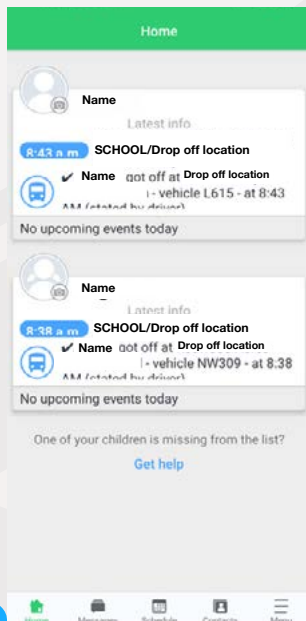 Home
Name
Latest info
8:43 a m SCHOOL/Drop off location
✔ Name got off at Drop off location
- vehicle L615 - at 8:43
AM (stated by driver)
No upcoming events today
Name
Latest info
8:38 a m SCHOOL/Drop off location
✔ Name got off at Drop off location
- vehicle NW309 - at 8.38
AM (stated by driver)
No upcoming events today
One of your children is missing from the list?
Get help
Home Messages Schedule Contacts Menu